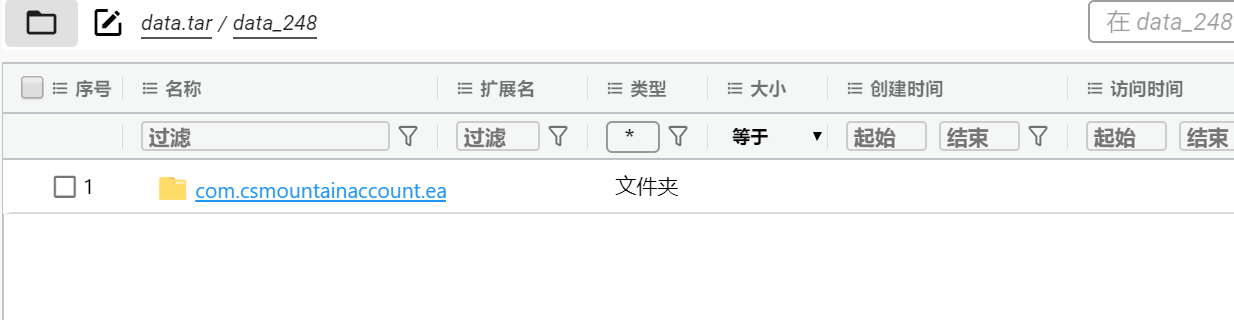 data.tar / data_248 在 data_248
序号 名称 扩展名 类型 大小 创建时间 访问时间
过滤 过滤 * 等于 起始 结束 起始 结束
1 com.csmountainaccount.ea 文件夹